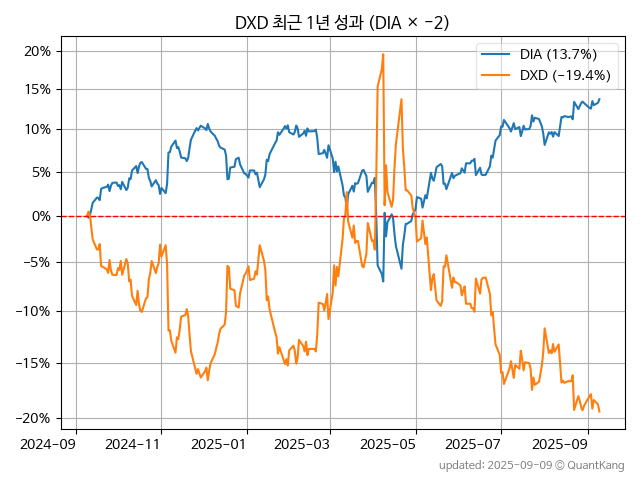 DXD 최근 1년 성과 (DIA × −2)
DIA (13.7%)
DXD (−19.4%)
20%
15%
10%
5%
0%
−5%
−10%
−15%
−20%
2024-09 2024-11 2025-01 2025-03 2025-05 2025-07 2025-09
updated: 2025-09-09 © QuantKang